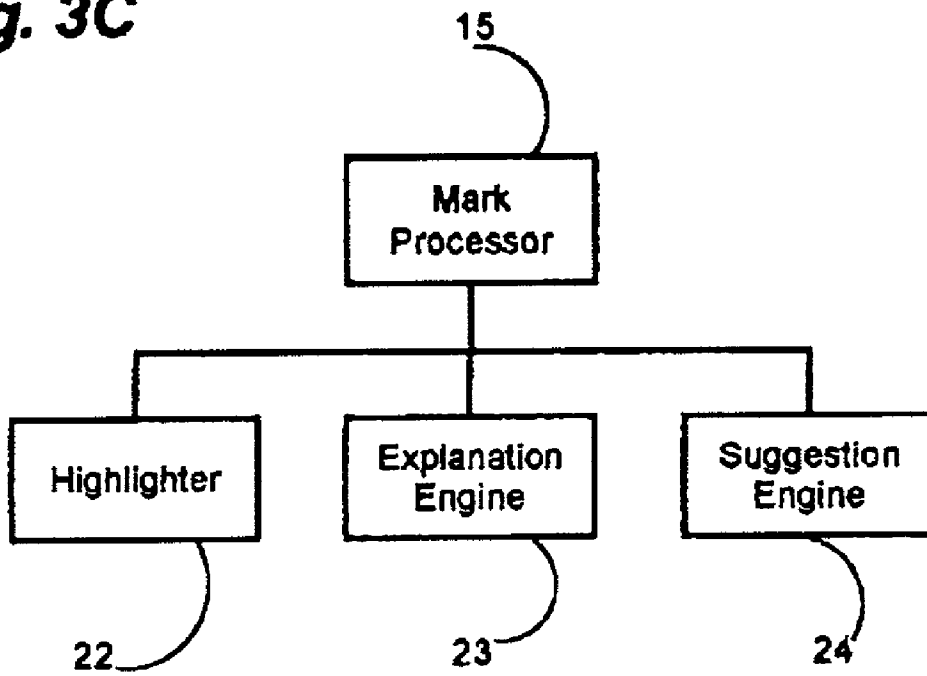 g. 3C
15
Mark
Processor
Highlighter
Explanation
Engine
Suggestion
Engine
22
23
24